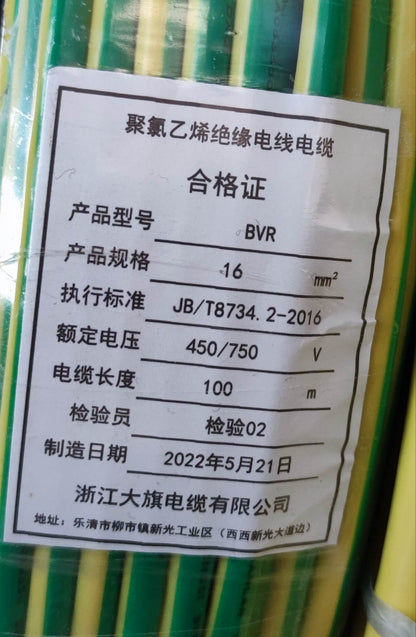 聚氯乙烯绝缘电线电缆
合格证
产品型号 BVR
产品规格 16 mm²
执行标准 JB/T8734.2-2016
额定电压 450/750 V
电缆长度 100 m
检验员 检验02
制造日期 2022年5月21日
浙江大旗电缆有限公司
地址：乐清市柳市镇新光工业区（西西新光大道边）